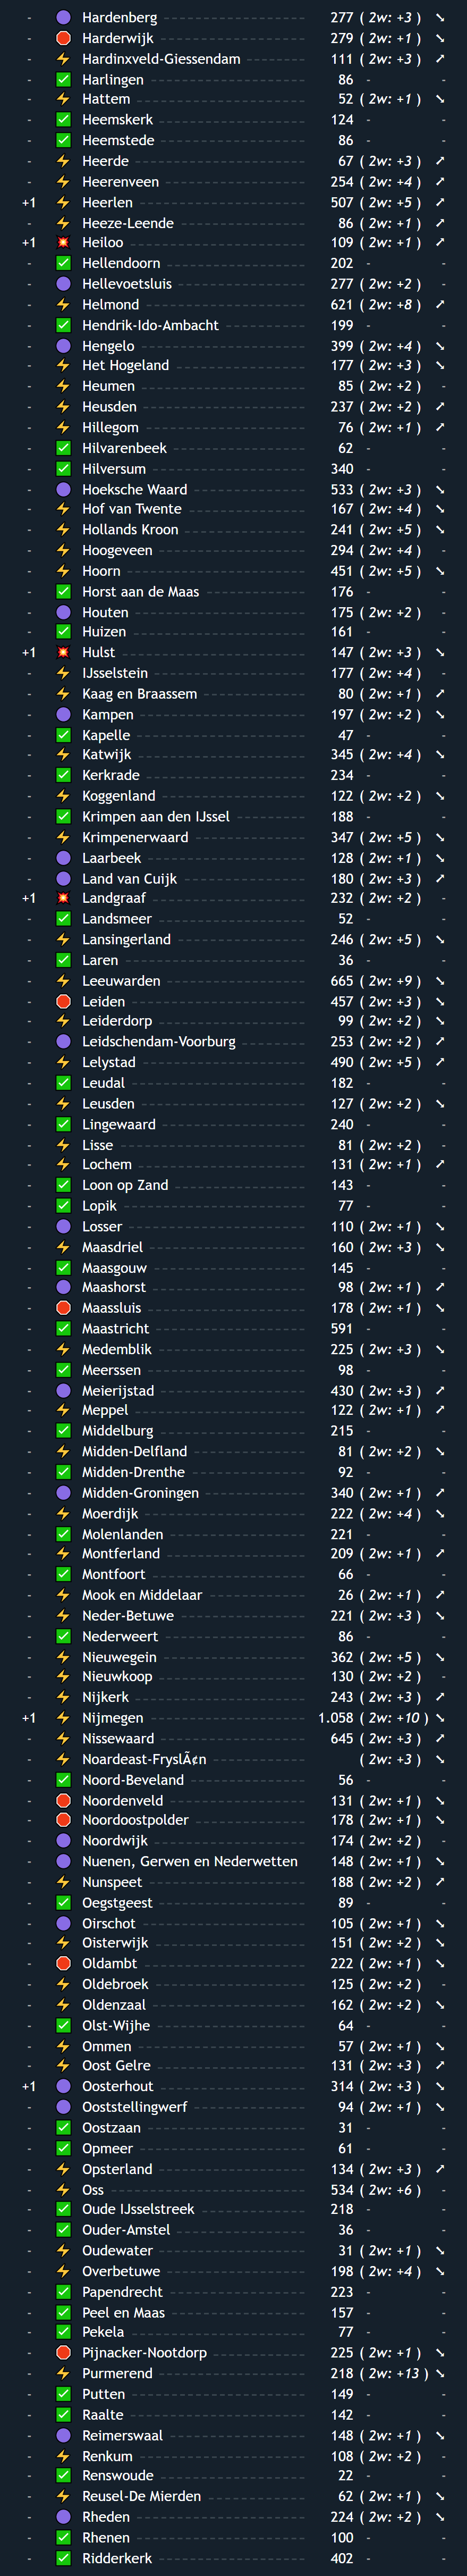 - Hardenberg 277 ( 2w: +3 ) ↘
- Harderwijk 279 ( 2w: +1 ) ↘
- Hardinxveld-Giessendam 111 ( 2w: +3 ) ↗
- Harlingen 86 - -
- Hattem 52 ( 2w: +1 ) ↘
- Heemskerk 124 - -
- Heemstede 86 - -
- Heerde 67 ( 2w: +3 ) ↗
- Heerenveen 254 ( 2w: +4 ) ↗
+1 Heerlen 507 ( 2w: +5 ) ↗
- Heeze-Leende 86 ( 2w: +1 ) ↗
+1 Heiloo 109 ( 2w: +1 ) ↗
- Hellendoorn 202 - -
- Hellevoetsluis 277 ( 2w: +2 ) -
- Helmond 621 ( 2w: +8 ) ↗
- Hendrik-Ido-Ambacht 199 - -
- Hengelo 399 ( 2w: +4 ) ↘
- Het Hogeland 177 ( 2w: +3 ) ↘
- Heumen 85 ( 2w: +2 ) -
- Heusden 237 ( 2w: +2 ) ↗
- Hillegom 76 ( 2w: +1 ) ↗
- Hilvarenbeek 62 - -
- Hilversum 340 - -
- Hoeksche Waard 533 ( 2w: +3 ) ↘
- Hof van Twente 167 ( 2w: +4 ) ↘
- Hollands Kroon 241 ( 2w: +5 ) ↘
- Hoogeveen 294 ( 2w: +4 ) -
- Hoorn 451 ( 2w: +5 ) ↘
- Horst aan de Maas 176 - -
- Houten 175 ( 2w: +2 ) -
- Huizen 161 - -
+1 Hulst 147 ( 2w: +3 ) ↘
- IJsselstein 177 ( 2w: +4 ) -
- Kaag en Braassem 80 ( 2w: +1 ) ↗
- Kampen 197 ( 2w: +2 ) ↘
- Kapelle 47 - -
- Katwijk 345 ( 2w: +4 ) ↘
- Kerkrade 234 - -
- Koggenland 122 ( 2w: +2 ) ↘
- Krimpen aan den IJssel 188 - -
- Krimpenerwaard 347 ( 2w: +5 ) ↘
- Laarbeek 128 ( 2w: +1 ) ↘
- Land van Cuijk 180 ( 2w: +3 ) ↗
+1 Landgraaf 232 ( 2w: +2 ) -
- Landsmeer 52 - -
- Lansingerland 246 ( 2w: +5 ) ↘
- Laren 36 - -
- Leeuwarden 665 ( 2w: +9 ) ↘
- Leiden 457 ( 2w: +3 ) ↘
- Leiderdorp 99 ( 2w: +2 ) ↘
- Leidschendam-Voorburg 253 ( 2w: +2 ) ↗
- Lelystad 490 ( 2w: +5 ) ↗
- Leudal 182 - -
- Leusden 127 ( 2w: +2 ) ↘
- Lingewaard 240 - -
- Lisse 81 ( 2w: +2 ) -
- Lochem 131 ( 2w: +1 ) ↗
- Loon op Zand 143 - -
- Lopik 77 - -
- Losser 110 ( 2w: +1 ) ↘
- Maasdriel 160 ( 2w: +3 ) ↘
- Maasgouw 145 - -
- Maashorst 98 ( 2w: +1 ) ↗
- Maassluis 178 ( 2w: +1 ) ↘
- Maastricht 591 - -
- Medemblik 225 ( 2w: +3 ) ↘
- Meerssen 98 - -
- Meierijstad 430 ( 2w: +3 ) ↗
- Meppel 122 ( 2w: +1 ) ↗
- Middelburg 215 - -
- Midden-Delfland 81 ( 2w: +2 ) ↘
- Midden-Drenthe 92 - -
- Midden-Groningen 340 ( 2w: +1 ) ↗
- Moerdijk 222 ( 2w: +4 ) ↘
- Molenlanden 221 - -
- Montferland 209 ( 2w: +1 ) ↗
- Montfoort 66 - -
- Mook en Middelaar 26 ( 2w: +1 ) ↗
- Neder-Betuwe 221 ( 2w: +3 ) ↘
- Nederweert 86 - -
- Nieuwegein 362 ( 2w: +5 ) ↘
- Nieuwkoop 130 ( 2w: +2 ) -
- Nijkerk 243 ( 2w: +3 ) ↗
+1 Nijmegen 1.058 ( 2w: +10 ) ↘
- Nissewaard 645 ( 2w: +3 ) ↗
- Noardeast-FryslÃ¢n ( 2w: +3 ) ↘
- Noord-Beveland 56 - -
- Noordenveld 131 ( 2w: +1 ) ↘
- Noordoostpolder 178 ( 2w: +1 ) ↘
- Noordwijk 174 ( 2w: +2 ) -
- Nuenen, Gerwen en Nederwetten 148 ( 2w: +1 ) ↘
- Nunspeet 188 ( 2w: +2 ) ↗
- Oegstgeest 89 - -
- Oirschot 105 ( 2w: +1 ) ↘
- Oisterwijk 151 ( 2w: +2 ) ↘
- Oldambt 222 ( 2w: +1 ) ↘
- Oldebroek 125 ( 2w: +2 ) -
- Oldenzaal 162 ( 2w: +2 ) ↘
- Olst-Wijhe 64 - -
- Ommen 57 ( 2w: +1 ) ↘
- Oost Gelre 131 ( 2w: +3 ) ↗
+1 Oosterhout 314 ( 2w: +3 ) ↘
- Ooststellingwerf 94 ( 2w: +1 ) ↘
- Oostzaan 31 - -
- Opmeer 61 - -
- Opsterland 134 ( 2w: +3 ) ↗
- Oss 534 ( 2w: +6 ) -
- Oude IJsselstreek 218 - -
- Ouder-Amstel 36 - -
- Oudewater 31 ( 2w: +1 ) ↘
- Overbetuwe 198 ( 2w: +4 ) ↘
- Papendrecht 223 - -
- Peel en Maas 157 - -
- Pekela 77 - -
- Pijnacker-Nootdorp 225 ( 2w: +1 ) ↘
- Purmerend 218 ( 2w: +13 ) ↘
- Putten 149 - -
- Raalte 142 - -
- Reimerswaal 148 ( 2w: +1 ) ↘
- Renkum 108 ( 2w: +2 ) -
- Renswoude 22 - -
- Reusel-De Mierden 62 ( 2w: +1 ) ↘
- Rheden 224 ( 2w: +2 ) ↘
- Rhenen 100 - -
- Ridderkerk 402 - -